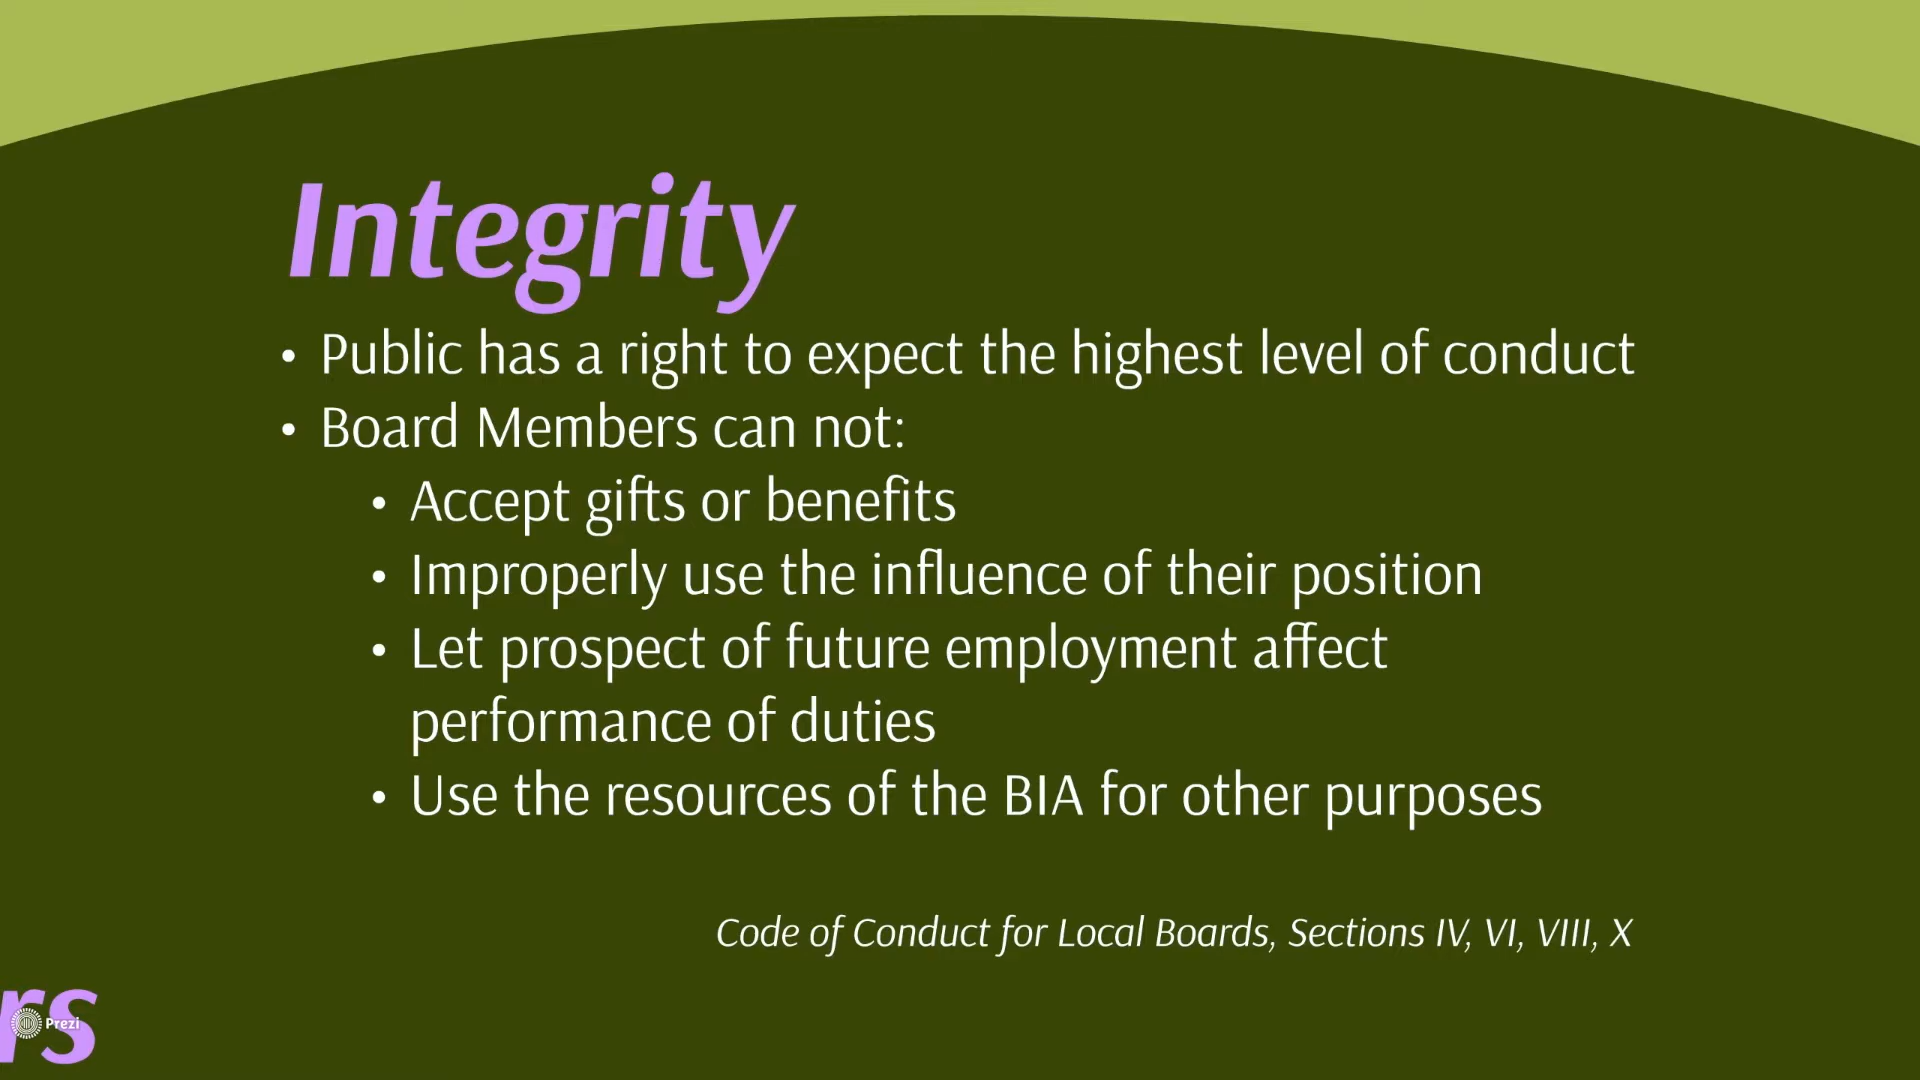 Integrity
• Public has a right to expect the highest level of conduct
• Board Members can not:
• Accept gifts or benefits
• Improperly use the influence of their position
• Let prospect of future employment affect
performance of duties
• Use the resources of the BIA for other purposes
Code of Conduct for Local Boards, Sections IV, VI, VIII, X
rs
Prezi